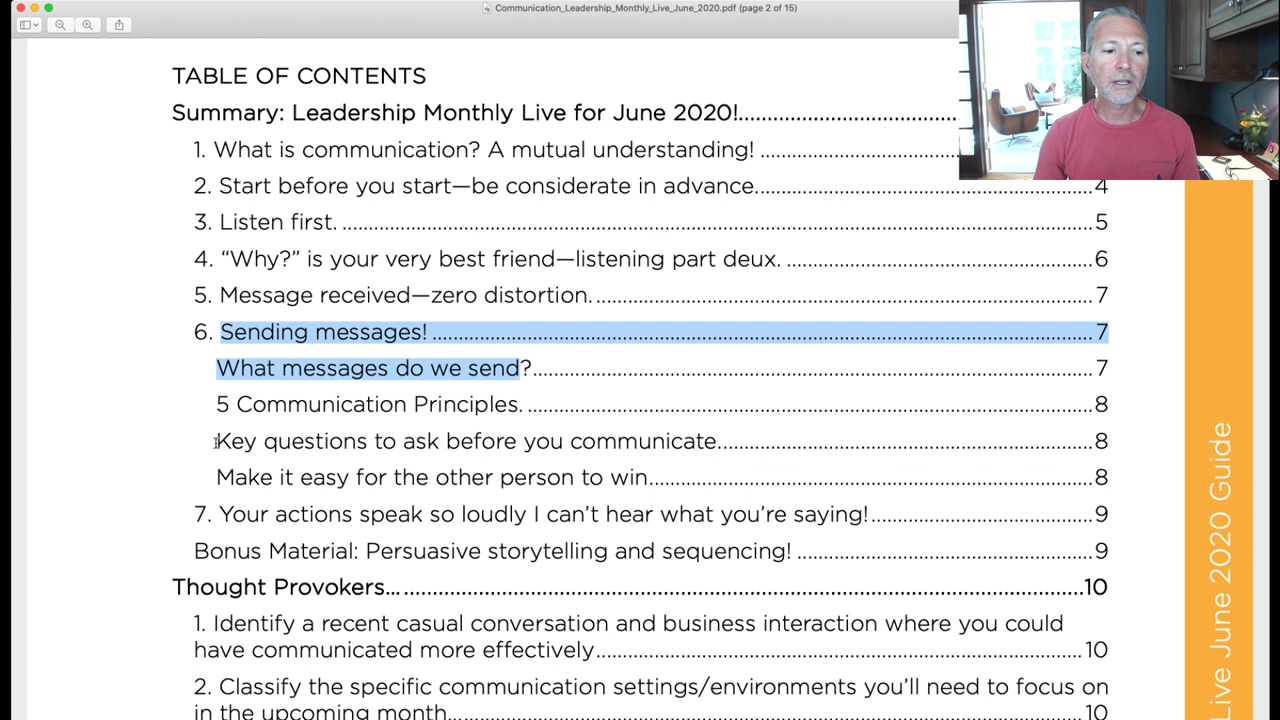 Communication_Leadership_Monthly_Live_June_2020.pdf (page 2 of 15)
TABLE OF CONTENTS
Summary: Leadership Monthly Live for June 2020!..........................................
1. What is communication? A mutual understanding! ................................................
2. Start before you start—be considerate in advance.................................................4
3. Listen first. ..........................................................................................................5
4. “Why?” is your very best friend—listening part deux. ............................................6
5. Message received—zero distortion. ......................................................................7
6. Sending messages! .............................................................................................7
What messages do we send?..................................................................................7
5 Communication Principles. ..................................................................................8
Key questions to ask before you communicate........................................................8
Make it easy for the other person to win..................................................................8
7. Your actions speak so loudly I can’t hear what you’re saying!................................9
Bonus Material: Persuasive storytelling and sequencing! ...........................................9
Thought Provokers... ..............................................................................................10
1. Identify a recent casual conversation and business interaction where you could
have communicated more effectively......................................................................10
2. Classify the specific communication settings/environments you’ll need to focus on
in the upcoming month..........................................................................................10
Live June 2020 Guide